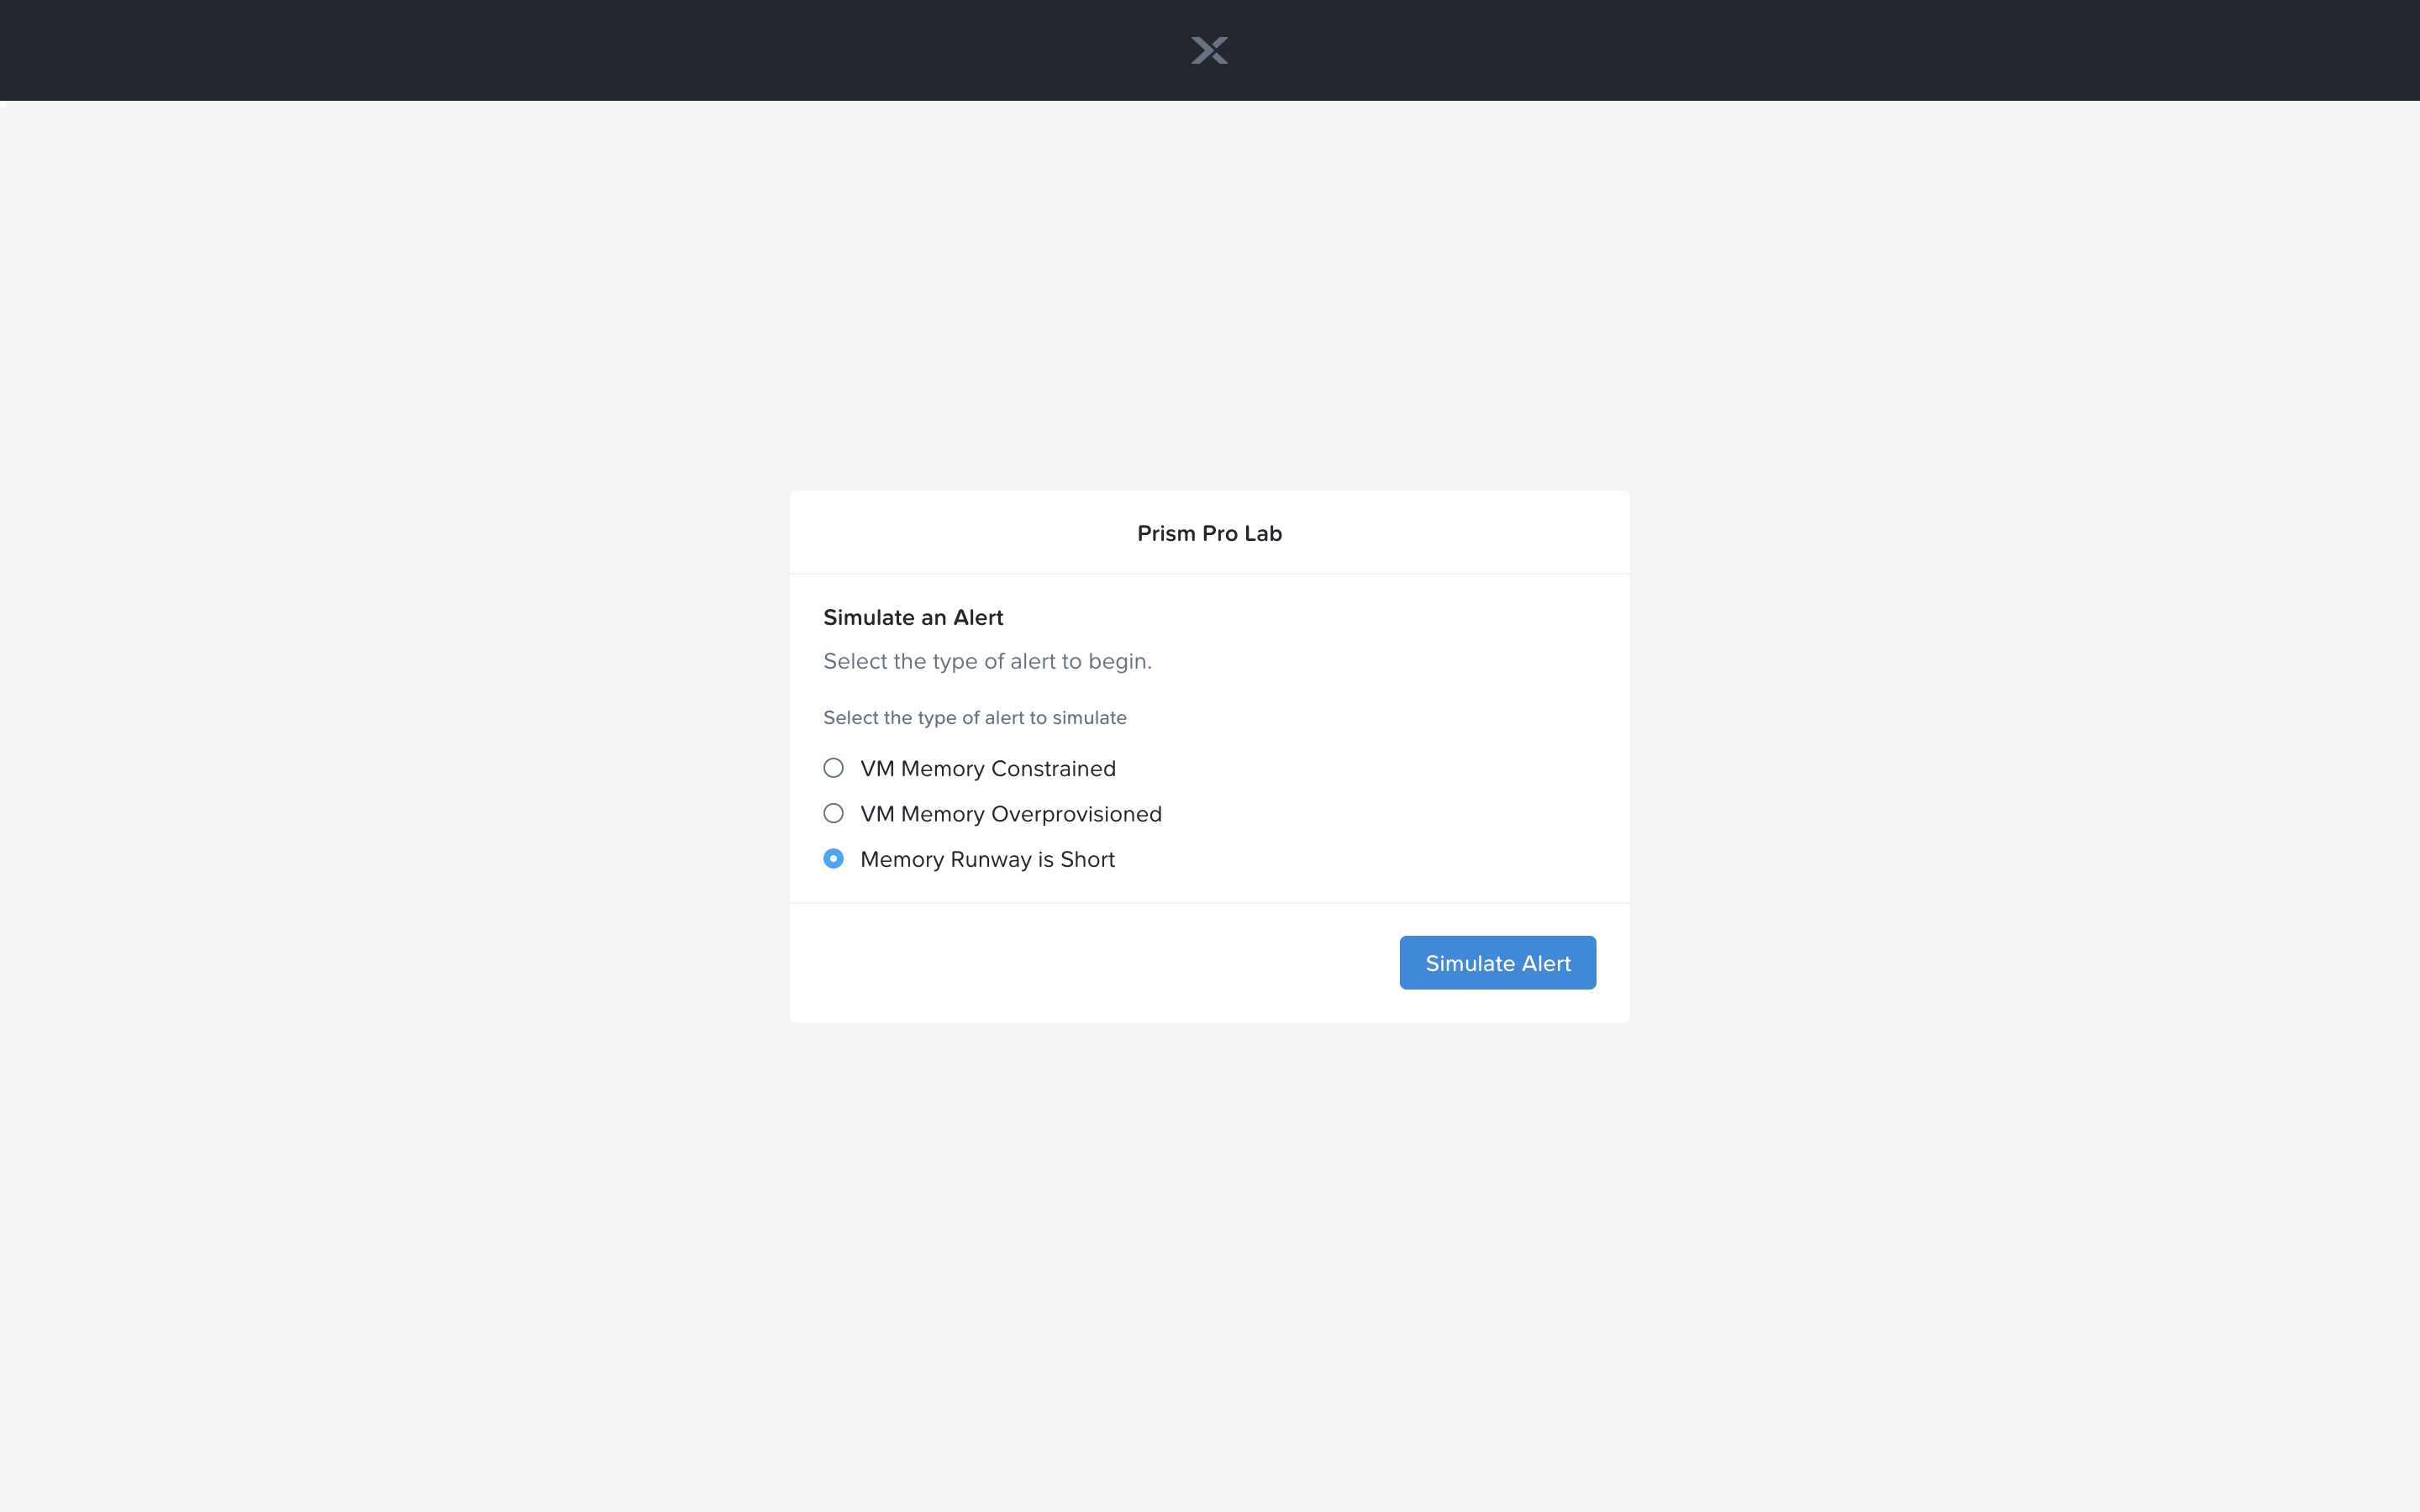 Prism Pro Lab
Simulate an Alert
Select the type of alert to begin.
Select the type of alert to simulate
VM Memory Constrained
VM Memory Overprovisioned
Memory Runway is Short
Simulate Alert